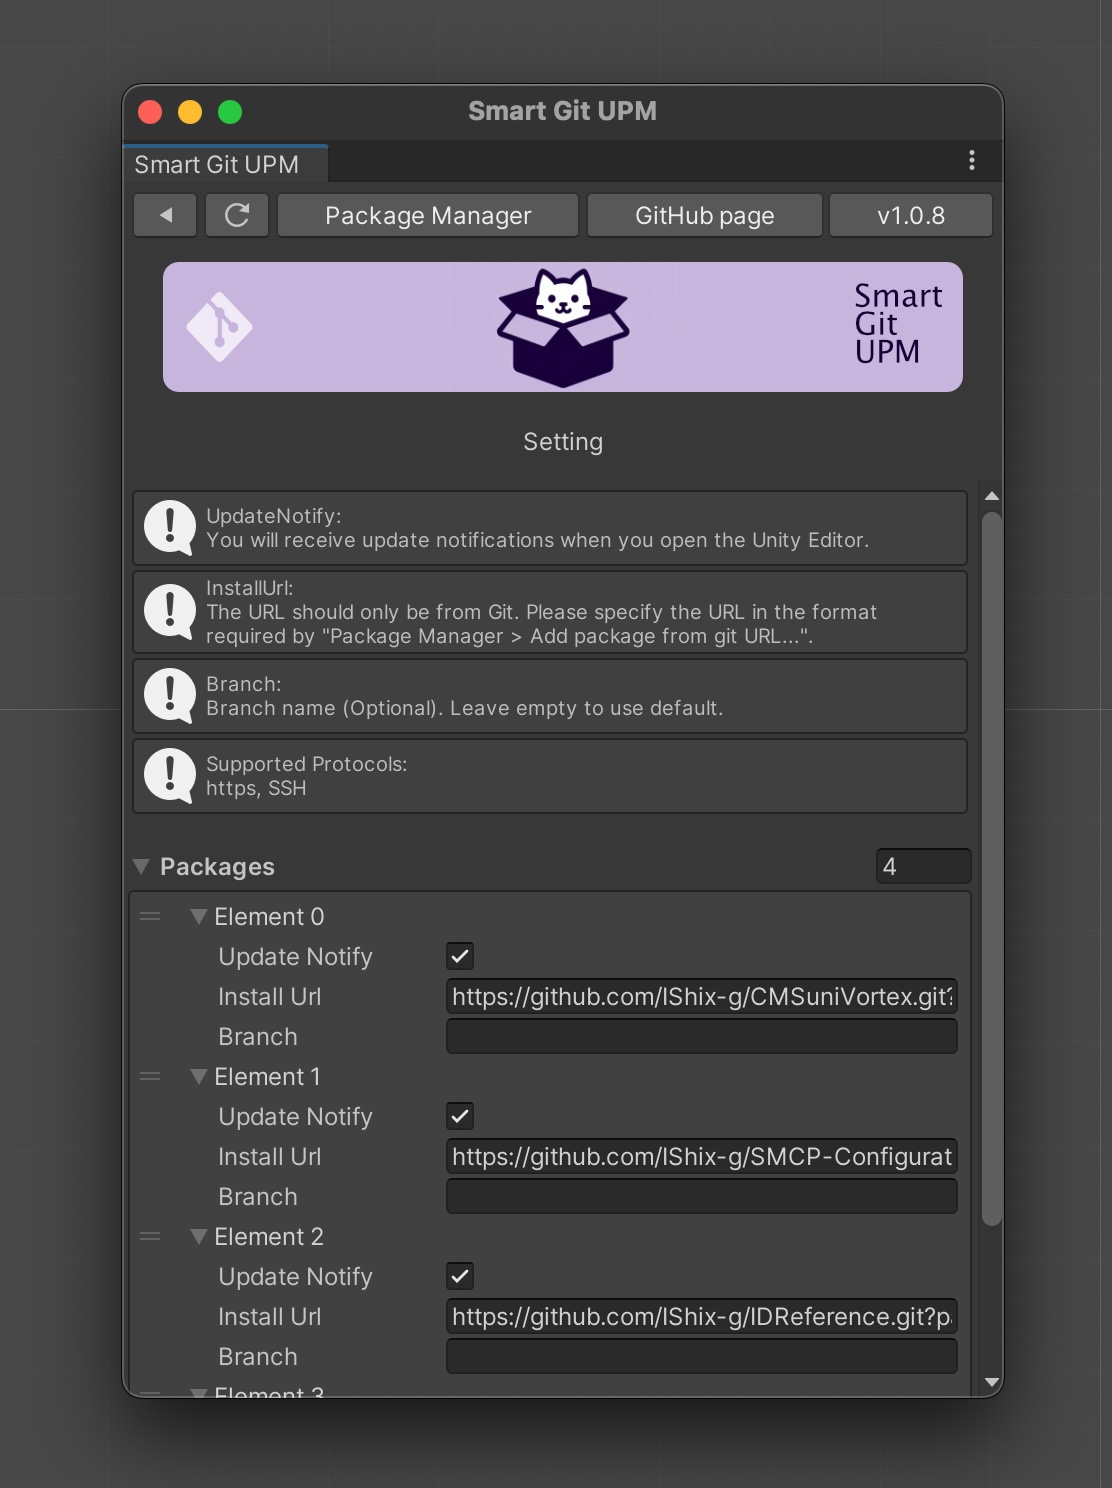 Smart Git UPM
Smart Git UPM
Package Manager
GitHub page
v1.0.8
Smart
Git
UPM
Setting
UpdateNotify:
You will receive update notifications when you open the Unity Editor.
InstallUrl:
The URL should only be from Git. Please specify the URL in the format
required by "Package Manager > Add package from git URL...".
Branch:
Branch name (Optional). Leave empty to use default.
Supported Protocols:
https, SSH
Packages
4
Element 0
Update Notify
Install Url
https://github.com/IShix-g/CMSuniVortex.git?
Branch
Element 1
Update Notify
Install Url
https://github.com/IShix-g/SMCP-Configurat
Branch
Element 2
Update Notify
Install Url
https://github.com/IShix-g/IDReference.git?p
Branch
Element 3